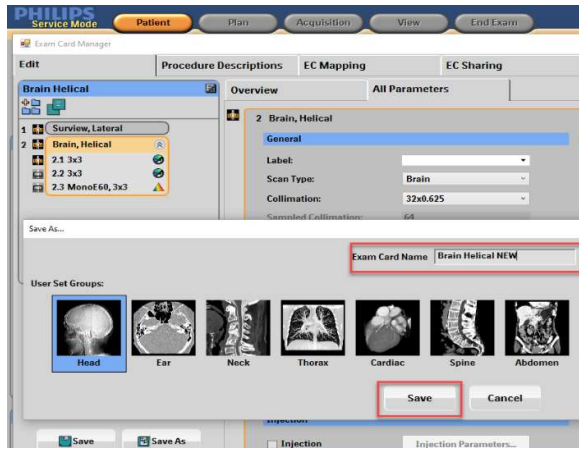 PHILIPS
Service Mode
Patient Plan Acquisition View End Exam
Exam Card Manager
Edit Procedure Descriptions EC Mapping EC Sharing
Brain Helical
Overview All Parameters
1 Surview, Lateral
2 Brain, Helical
2.1 3x3
2.2 3x3
2.3 MonoE60, 3x3
2 Brain, Helical
General
Label:
Scan Type: Brain
Collimation: 32x0.625
Sampled Collimation: 64
Save As...
Exam Card Name Brain Helical NEW
User Set Groups:
Head Ear Neck Thorax Cardiac Spine Abdomen
Save Cancel
Injection
Save Save As
Injection Injection Parameters...